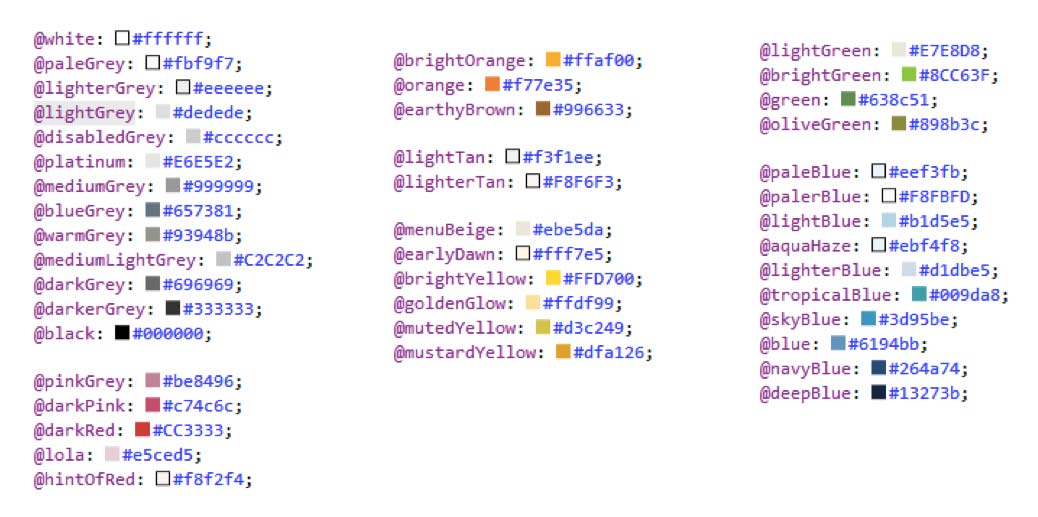 @white: #ffffff;
@paleGrey: #fbf9f7;
@lighterGrey: #eeeeee;
@lightGrey: #dedede;
@disabledGrey: #cccccc;
@platinum: #E6E5E2;
@mediumGrey: #999999;
@blueGrey: #657381;
@warmGrey: #93948b;
@mediumLightGrey: #C2C2C2;
@darkGrey: #696969;
@darkerGrey: #333333;
@black: #000000;
@pinkGrey: #be8496;
@darkPink: #c74c6c;
@darkRed: #CC3333;
@lola: #e5ced5;
@hintOfRed: #f8f2f4;
@brightOrange: #ffaf00;
@orange: #f77e35;
@earthyBrown: #996633;
@lightTan: #f3f1ee;
@lighterTan: #F8F6F3;
@menuBeige: #ebe5da;
@earlyDawn: #fff7e5;
@brightYellow: #FFD700;
@goldenGlow: #ffdf99;
@mutedYellow: #d3c249;
@mustardYellow: #dfa126;
@lightGreen: #E7E8D8;
@brightGreen: #8CC63F;
@green: #638c51;
@oliveGreen: #898b3c;
@paleBlue: #eef3fb;
@palerBlue: #F8FBFD;
@lightBlue: #b1d5e5;
@aquaHaze: #ebf4f8;
@lighterBlue: #d1dbe5;
@tropicalBlue: #009da8;
@skyBlue: #3d95be;
@blue: #6194bb;
@navyBlue: #264a74;
@deepBlue: #13273b;